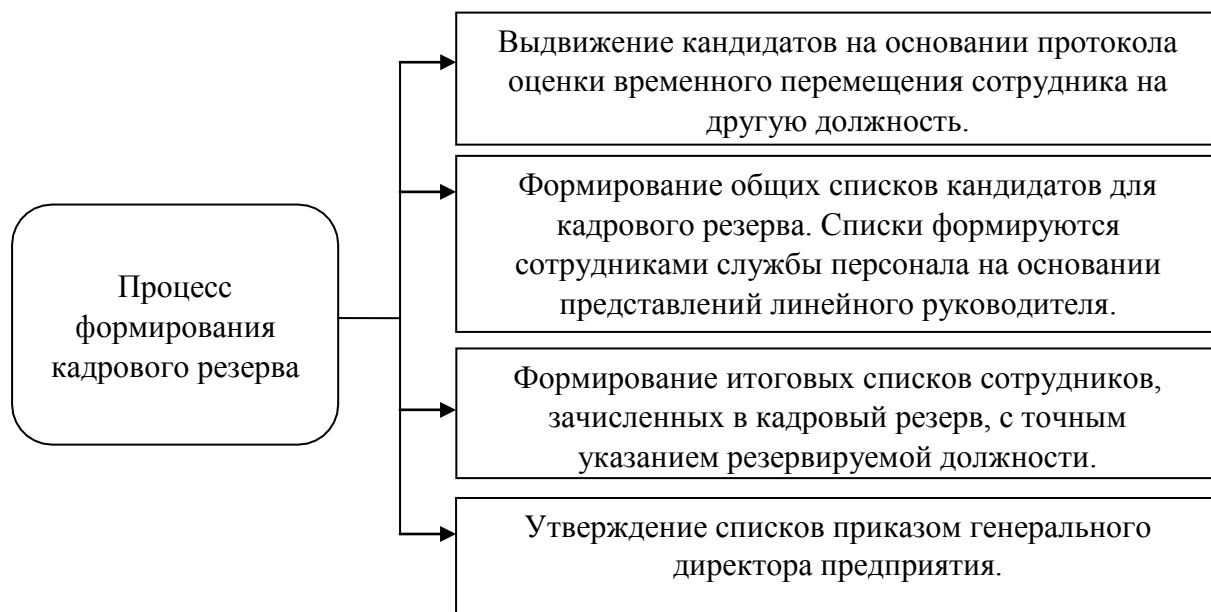 Процесс
формирования
кадрового резерва
Выдвижение кандидатов на основании протокола
оценки временного перемещения сотрудника на
другую должность.
Формирование общих списков кандидатов для
кадрового резерва. Списки формируются
сотрудниками службы персонала на основании
представлений линейного руководителя.
Формирование итоговых списков сотрудников,
зачисленных в кадровый резерв, с точным
указанием резервируемой должности.
Утверждение списков приказом генерального
директора предприятия.